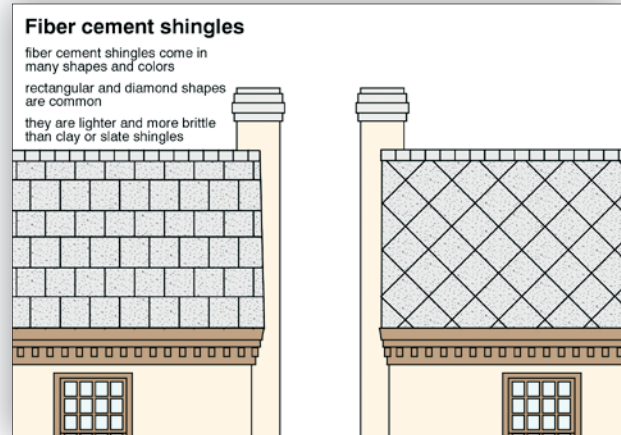 Fiber cement shingles
fiber cement shingles come in
many shapes and colors
rectangular and diamond shapes
are common
they are lighter and more brittle
than clay or slate shingles